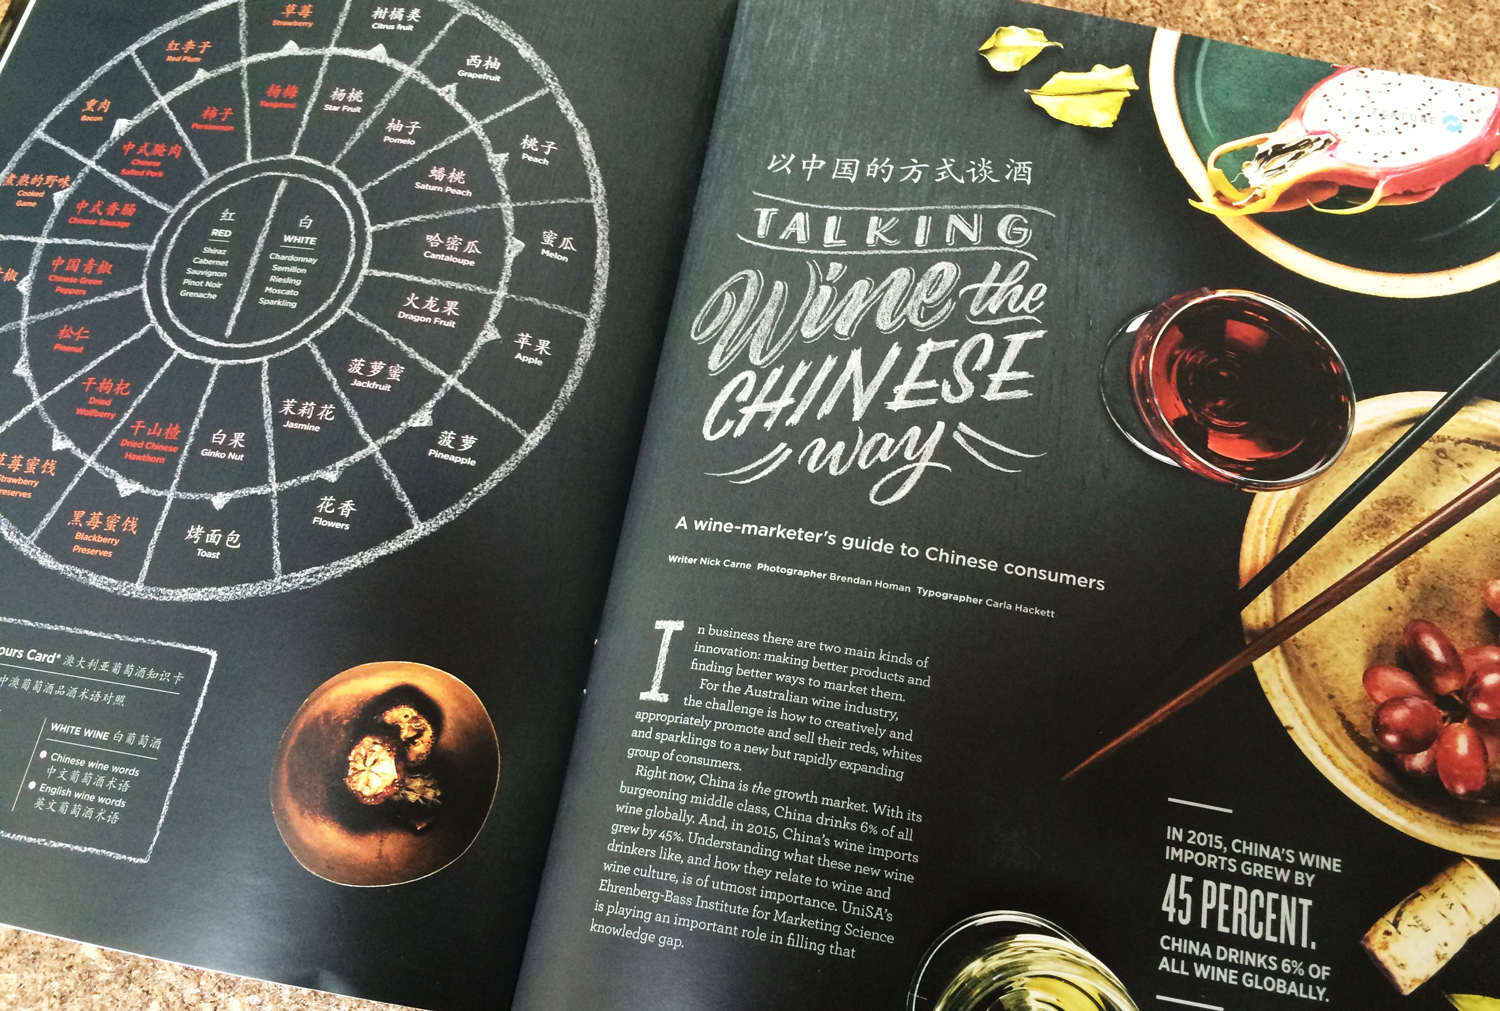 草莓
Strawberry
柑橘类
Citrus fruit
西柚
Grapefruit
桃子
Peach
蜜瓜
Melon
苹果
Apple
菠萝
Pineapple
花香
Flowers
烤面包
Toast
黑莓蜜饯
Blackberry
Preserves
草莓蜜饯
Strawberry
Preserves
青椒
煮熟的野味
Cooked
Game
熏肉
Bacon
红李子
Red Plum
杨梅
Yangmei
杨桃
Star Fruit
柚子
Pomelo
蟠桃
Saturn Peach
哈密瓜
Cantaloupe
火龙果
Dragon Fruit
菠萝蜜
Jackfruit
茉莉花
Jasmine
白果
Ginko Nut
干山楂
Dried Chinese
Hawthorn
干枸杞
Dried
Wolfberry
松仁
Pinenut
中国青椒
Chinese Green
Peppers
中式香肠
Chinese Sausage
中式腌肉
Chinese
Salted Pork
柿子
Persimmon
红
RED
Shiraz
Cabernet
Sauvignon
Pinot Noir
Grenache
白
WHITE
Chardonnay
Semillon
Riesling
Moscato
Sparkling
ours Card* 澳大利亚葡萄酒知识卡
中澳葡萄酒品酒术语对照
WHITE WINE 白葡萄酒
Chinese wine words
中文葡萄酒术语
English wine words
英文葡萄酒术语
FEATURE
以中国的方式谈酒
TALKING
Wine the
CHINESE
way
A wine-marketer's guide to Chinese consumers
Writer Nick Carne Photographer Brendan Homan Typographer Carla Hackett
In business there are two main kinds of
innovation: making better products and
finding better ways to market them.
For the Australian wine industry,
the challenge is how to creatively and
appropriately promote and sell their reds, whites
and sparklings to a new but rapidly expanding
group of consumers.
Right now, China is the growth market. With its
burgeoning middle class, China drinks 6% of all
wine globally. And, in 2015, China's wine imports
grew by 45%. Understanding what these new wine
drinkers like, and how they relate to wine and
wine culture, is of utmost importance. UniSA's
Ehrenberg-Bass Institute for Marketing Science
is playing an important role in filling that
knowledge gap.
IN 2015, CHINA'S WINE
IMPORTS GREW BY
45 PERCENT.
CHINA DRINKS 6% OF
ALL WINE GLOBALLY.